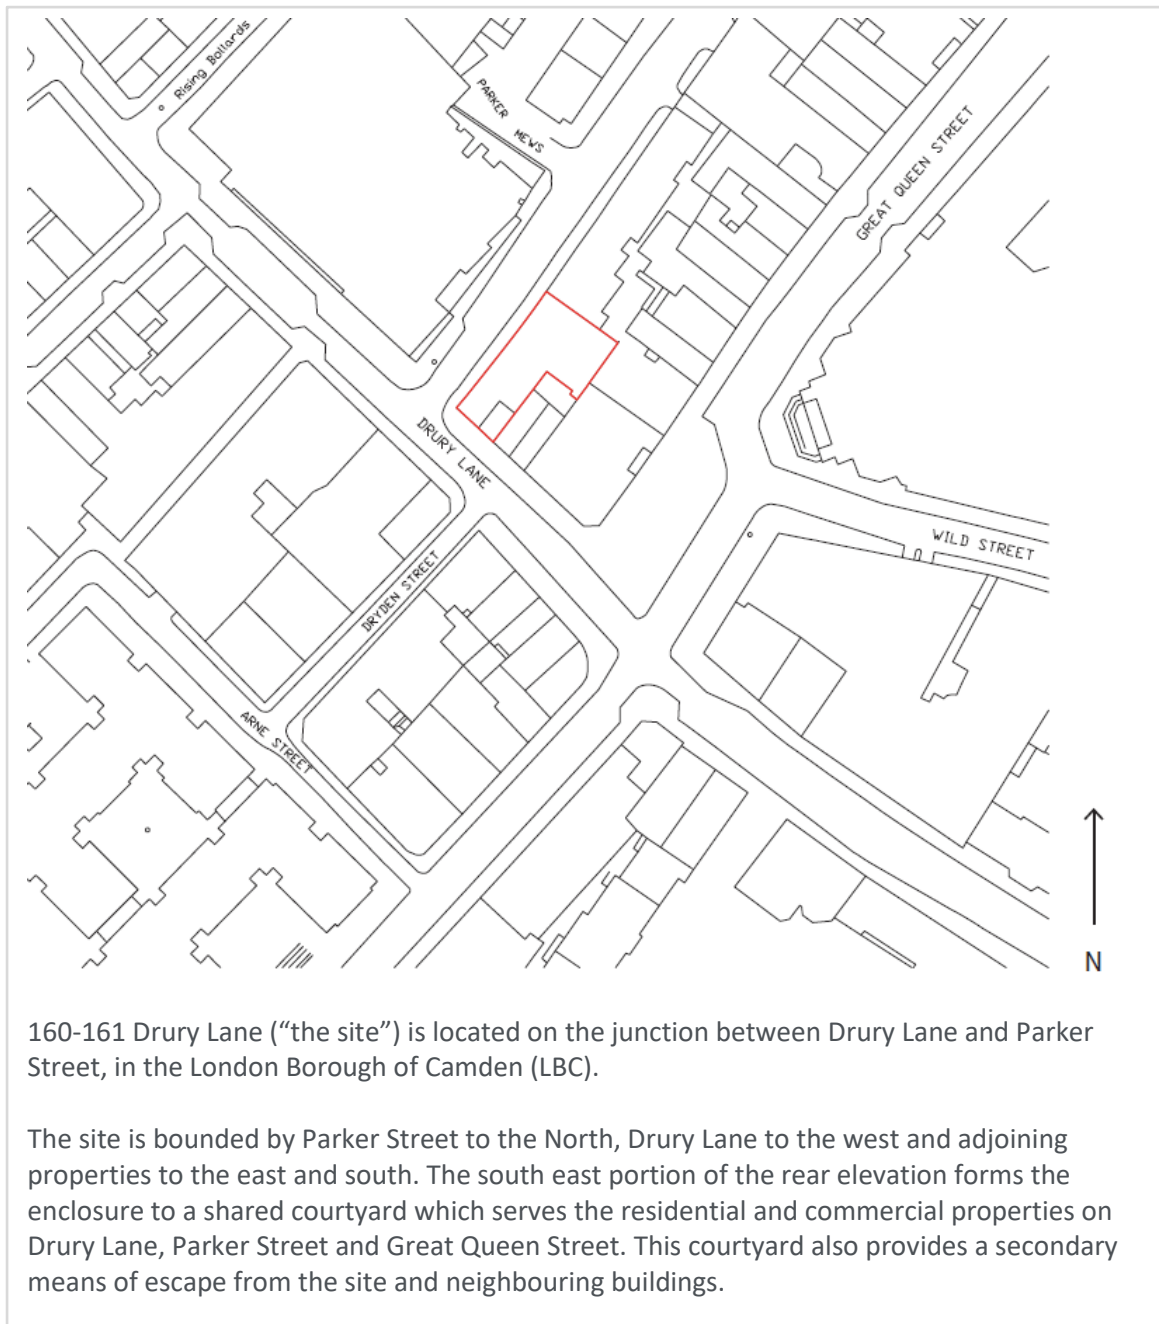 Rising Bollards
PARKER
MEWS
GREAT QUEEN STREET
DRURY LANE
WILD STREET
DRYDEN STREET
ARNE STREET
N
160-161 Drury Lane (“the site”) is located on the junction between Drury Lane and Parker
Street, in the London Borough of Camden (LBC).
The site is bounded by Parker Street to the North, Drury Lane to the west and adjoining
properties to the east and south. The south east portion of the rear elevation forms the
enclosure to a shared courtyard which serves the residential and commercial properties on
Drury Lane, Parker Street and Great Queen Street. This courtyard also provides a secondary
means of escape from the site and neighbouring buildings.